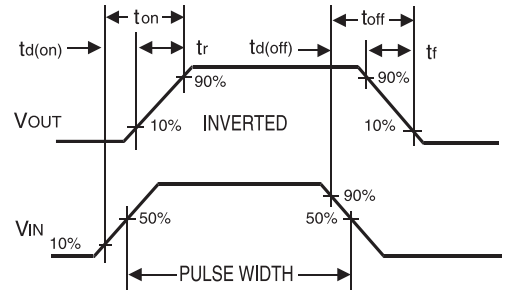 ton
toff
td(on)
tr
td(off)
tf
90%
90%
VOUT
10%
INVERTED
10%
90%
VIN
50%
50%
10%
PULSE WIDTH